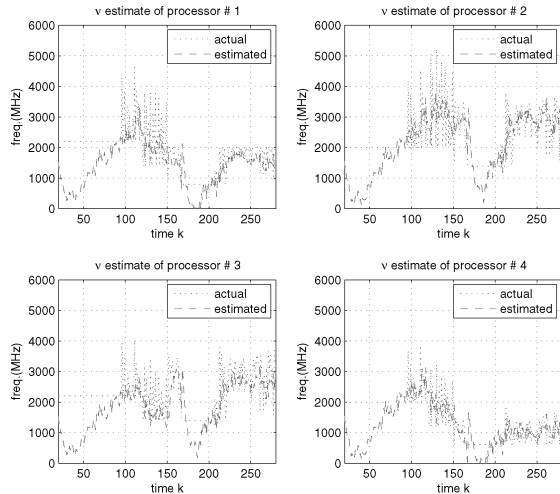 ν estimate of processor # 1
6000
5000
4000
3000
2000
1000
0
freq.(MHz)
50 100 150 200 250
time k
actual
estimated
ν estimate of processor # 2
6000
5000
4000
3000
2000
1000
0
freq.(MHz)
50 100 150 200 250
time k
actual
estimated
ν estimate of processor # 3
6000
5000
4000
3000
2000
1000
0
freq.(MHz)
50 100 150 200 250
time k
actual
estimated
ν estimate of processor # 4
6000
5000
4000
3000
2000
1000
0
freq.(MHz)
50 100 150 200 250
time k
actual
estimated